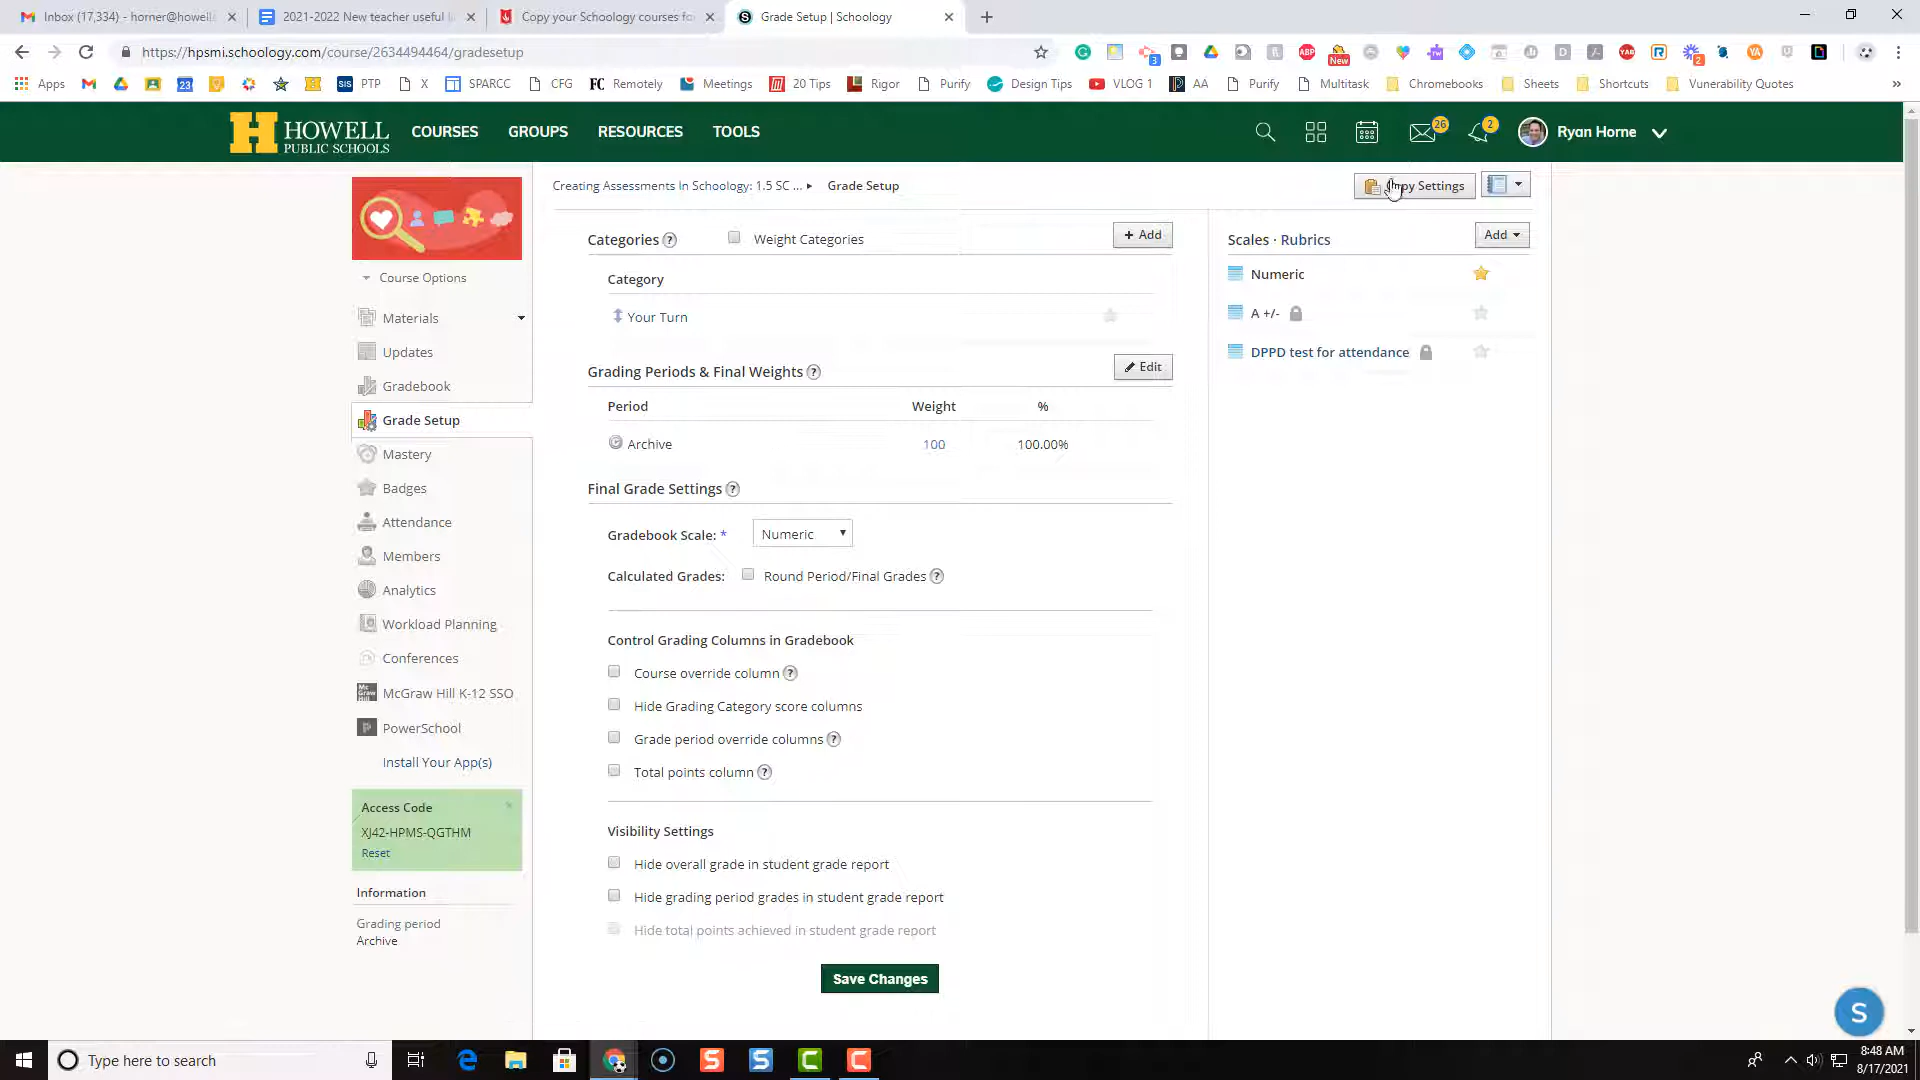 Inbox (17,334) - horner@howell
2021-2022 New teacher useful li
Copy your Schoology courses fo
Grade Setup | Schoology
https://hpsmi.schoology.com/course/2634494464/gradesetup
Apps
PTP
X
SPARCC
CFG
Remotely
Meetings
20 Tips
Rigor
Purify
Design Tips
VLOG 1
AA
Purify
Multitask
Chromebooks
Sheets
Shortcuts
Vunerability Quotes
HOWELL
PUBLIC SCHOOLS
COURSES
GROUPS
RESOURCES
TOOLS
26
2
Ryan Horne
Creating Assessments In Schoology: 1.5 SC ... ▸ Grade Setup
py Settings
Course Options
Materials
Updates
Gradebook
Grade Setup
Mastery
Badges
Attendance
Members
Analytics
Workload Planning
Conferences
McGraw Hill K-12 SSO
PowerSchool
Install Your App(s)
Access Code
XJ42-HPMS-QGTHM
Reset
Information
Grading period
Archive
Categories ?
Weight Categories
+ Add
Category
Your Turn
Grading Periods & Final Weights ?
Edit
Period Weight %
Archive 100 100.00%
Final Grade Settings ?
Gradebook Scale: * Numeric
Calculated Grades: Round Period/Final Grades ?
Control Grading Columns in Gradebook
Course override column ?
Hide Grading Category score columns
Grade period override columns ?
Total points column ?
Visibility Settings
Hide overall grade in student grade report
Hide grading period grades in student grade report
Hide total points achieved in student grade report
Save Changes
Scales · Rubrics
Add
Numeric
A +/-
DPPD test for attendance
S
Type here to search
8:48 AM
8/17/2021